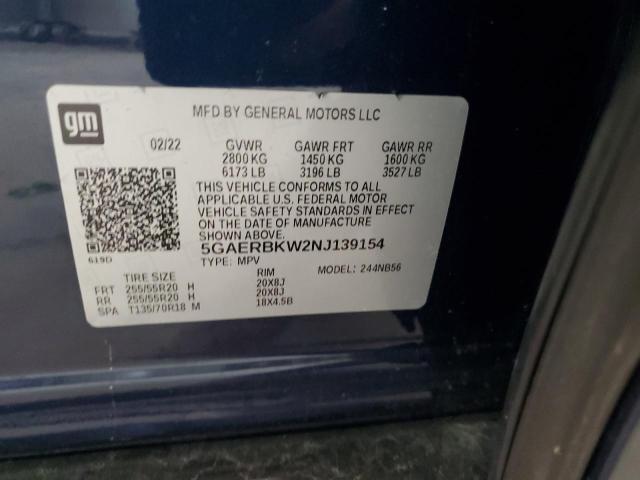 gm
MFD BY GENERAL MOTORS LLC
02/22 GVWR GAWR FRT GAWR RR
2800 KG 1450 KG 1600 KG
6173 LB 3196 LB 3527 LB
THIS VEHICLE CONFORMS TO ALL
APPLICABLE U.S. FEDERAL MOTOR
VEHICLE SAFETY STANDARDS IN EFFECT
ON THE DATE OF MANUFACTURE
SHOWN ABOVE.
5GAERBKW2NJ139154
619D
TYPE: MPV MODEL: 244NB56
TIRE SIZE RIM
FRT 255/55R20 H 20X8J
RR 255/55R20 H 20X8J
SPA T135/70R18 M 18X4.5B